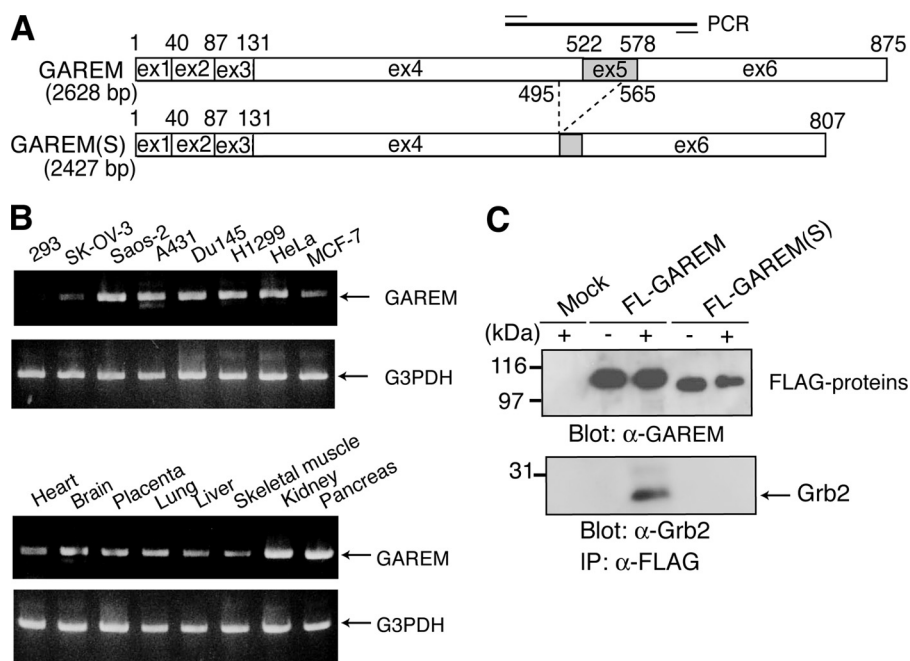 A
PCR
1 40 87 131 522 578 875
GAREM ex1 ex2 ex3 ex4 ex5 ex6
(2628 bp)
495 565
1 40 87 131 807
GAREM(S) ex1 ex2 ex3 ex4 ex6
(2427 bp)
B
293 SK-OV-3 Saos-2 A431 Du145 H1299 HeLa MCF-7
GAREM
G3PDH
Heart Brain Placenta Lung Liver Skeletal muscle Kidney Pancreas
GAREM
G3PDH
C
Mock FL-GAREM FL-GAREM(S)
(kDa) + - + - +
116
97
FLAG-proteins
Blot: α-GAREM
31
Grb2
Blot: α-Grb2
IP: α-FLAG